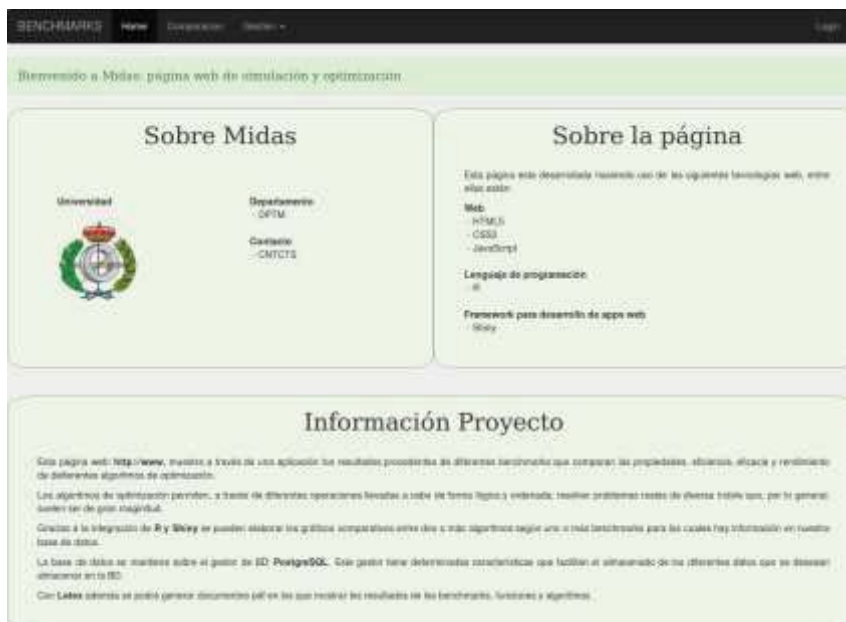 BENCHMARKS Home Comparación Gestión Login
Bienvenido a Midas: página web de simulación y optimización
Sobre Midas
Universidad
Departamento
- DPTM
Contacto
- CNTCTS
Sobre la página
Esta página esta desarrollada haciendo uso de las siguientes tecnologías web, entre
ellas están:
Web
- HTML5
- CSS3
- JavaScript
Lenguaje de programación
- R
Framework para desarrollo de apps web
- Shiny
Información Proyecto
Esta página web: http://www, muestra a través de una aplicación los resultados procedentes de diferentes benchmarks que comparan las propiedades, eficiencia, eficacia y rendimiento
de diferentes algoritmos de optimización.
Los algoritmos de optimización permiten, a través de diferentes operaciones llevadas a cabo de forma lógica y ordenada, resolver problemas reales de diversa índole que, por lo general,
suelen ser de gran magnitud.
Gracias a la integración de R y Shiny se pueden elaborar los gráficos comparativos entre dos o más algoritmos según uno o más benchmarks para los cuales hay información en nuestra
base de datos.
La base de datos se mantiene sobre el gestor de BD PostgreSQL. Este gestor tiene determinadas características que facilitan el almacenado de los diferentes datos que se desean
almacenar en la BD.
Con Latex además se podrá generar documentos pdf en los que mostrar los resultados de los benchmarks, funciones y algoritmos.